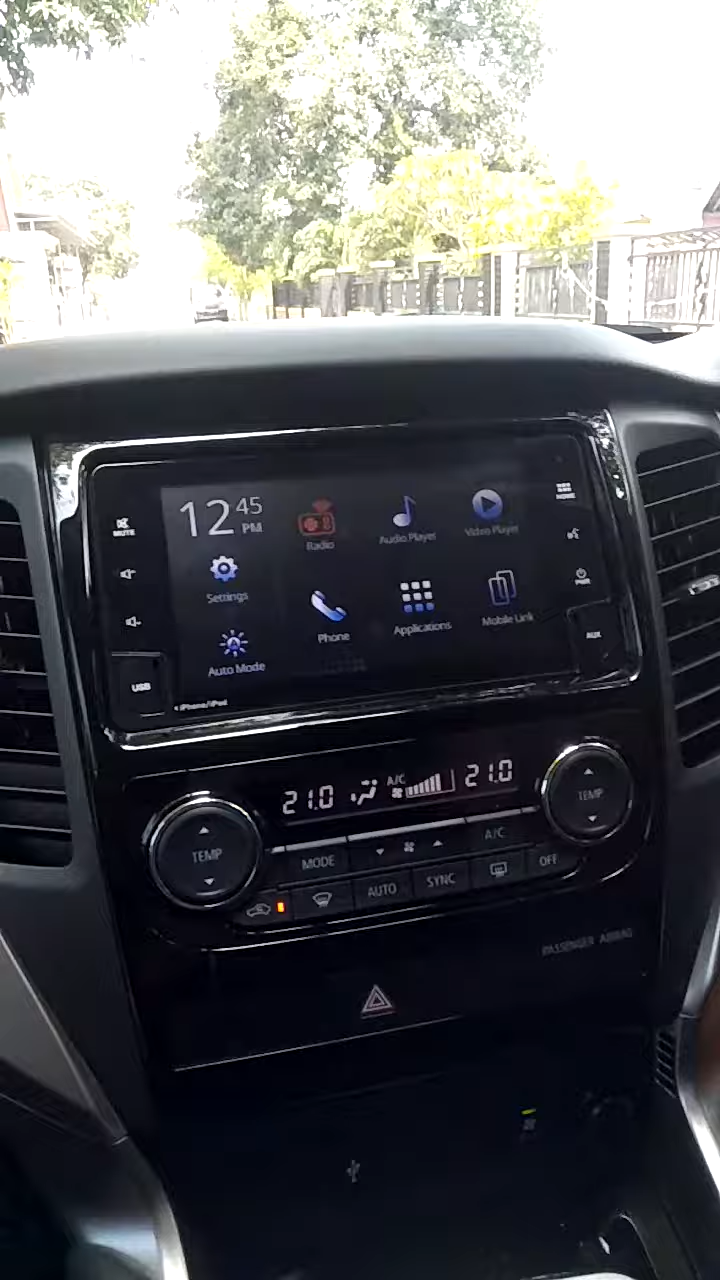 12 45 PM
Radio
Audio Player
Video Player
HOME
MUTE
Settings
PWR
Phone
Applications
Mobile Link
AUX
Auto Mode
USB
iPhone/iPod
21.0
A/C
21.0
TEMP
TEMP
MODE
A/C
AUTO
SYNC
OFF
PASSENGER AIRBAG